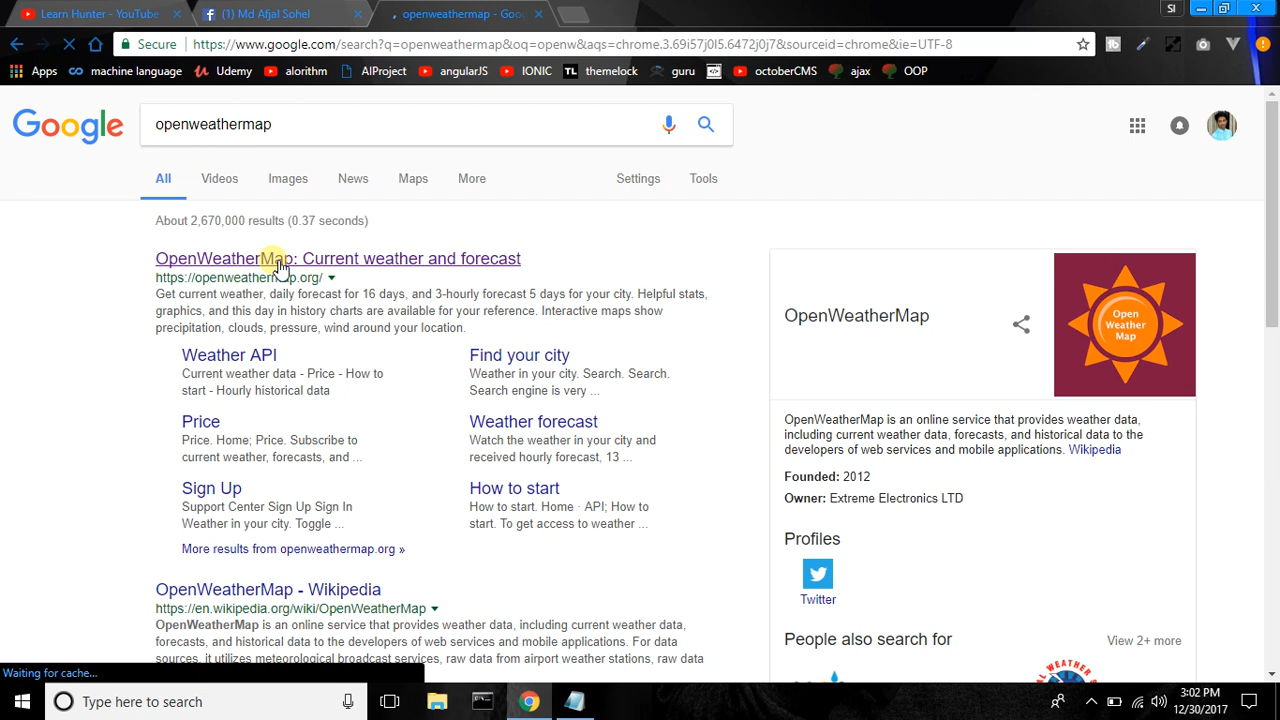 Learn Hunter - YouTube
(1) Md Afjal Sohel
openweathermap - Goo
SI
Secure
https://www.google.com/search?q=openweathermap&oq=openw&aqs=chrome.3.69i57j0l5.6472j0j7&sourceid=chrome&ie=UTF-8
Apps
machine language
Udemy
alorithm
AIProject
angularJS
IONIC
TL themelock
guru
octoberCMS
ajax
OOP
Google
openweathermap
All
Videos
Images
News
Maps
More
Settings
Tools
About 2,670,000 results (0.37 seconds)
OpenWeatherMap: Current weather and forecast
https://openweathermap.org/
Get current weather, daily forecast for 16 days, and 3-hourly forecast 5 days for your city. Helpful stats,
graphics, and this day in history charts are available for your reference. Interactive maps show
precipitation, clouds, pressure, wind around your location.
Weather API
Current weather data - Price - How to
start - Hourly historical data
Find your city
Weather in your city. Search. Search.
Search engine is very ...
Price
Price. Home; Price. Subscribe to
current weather, forecasts, and ...
Weather forecast
Watch the weather in your city and
received hourly forecast, 13 ...
Sign Up
Support Center Sign Up Sign In
Weather in your city. Toggle ...
How to start
How to start. Home · API; How to
start. To get access to weather ...
More results from openweathermap.org »
OpenWeatherMap - Wikipedia
https://en.wikipedia.org/wiki/OpenWeatherMap
OpenWeatherMap is an online service that provides weather data, including current weather data,
forecasts, and historical data to the developers of web services and mobile applications. For data
sources, it utilizes meteorological broadcast services, raw data from airport weather stations, raw data
OpenWeatherMap
Open
Weather
Map
OpenWeatherMap is an online service that provides weather data,
including current weather data, forecasts, and historical data to the
developers of web services and mobile applications. Wikipedia
Founded: 2012
Owner: Extreme Electronics LTD
Profiles
Twitter
People also search for
View 2+ more
Waiting for cache...
Type here to search
3:02 PM
12/30/2017